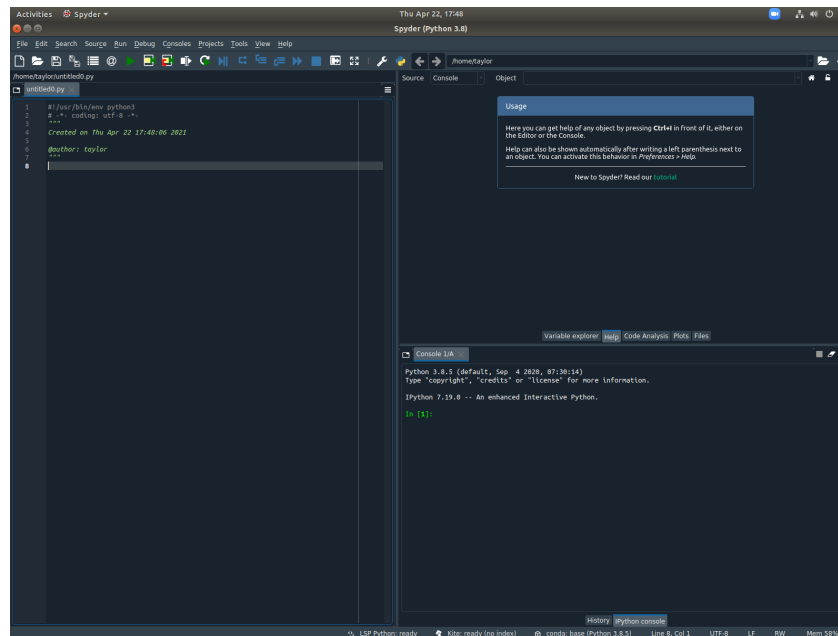 Activities Spyder Thu Apr 22, 17:48
Spyder (Python 3.8)
File Edit Search Source Run Debug Consoles Projects Tools View Help
/home/taylor
/home/taylor/untitled0.py
untitled0.py
1 #!/usr/bin/env python3
2 # -*- coding: utf-8 -*-
3 """
4 Created on Thu Apr 22 17:48:06 2021
5
6 @author: taylor
7 """
8
Source Console Object
Usage
Here you can get help of any object by pressing Ctrl+I in front of it, either on
the Editor or the Console.
Help can also be shown automatically after writing a left parenthesis next to
an object. You can activate this behavior in Preferences > Help.
New to Spyder? Read our tutorial
Variable explorer Help Code Analysis Plots Files
Console 1/A
Python 3.8.5 (default, Sep 4 2020, 07:30:14)
Type "copyright", "credits" or "license" for more information.
IPython 7.19.0 -- An enhanced Interactive Python.
In [1]:
History IPython console
LSP Python: ready Kite: ready (no index) conda: base (Python 3.8.5) Line 8, Col 1 UTF-8 LF RW Mem 58%